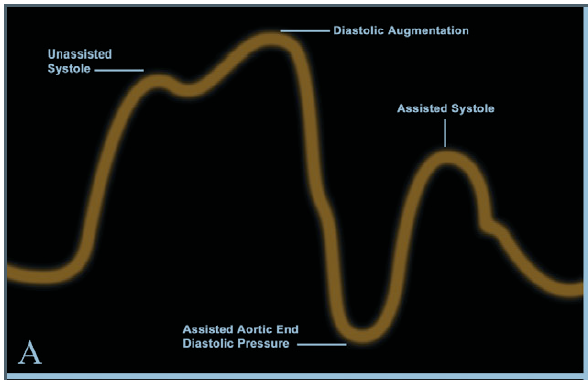 Diastolic Augmentation
Unassisted
Systole
Assisted Systole
Assisted Aortic End
Diastolic Pressure
A